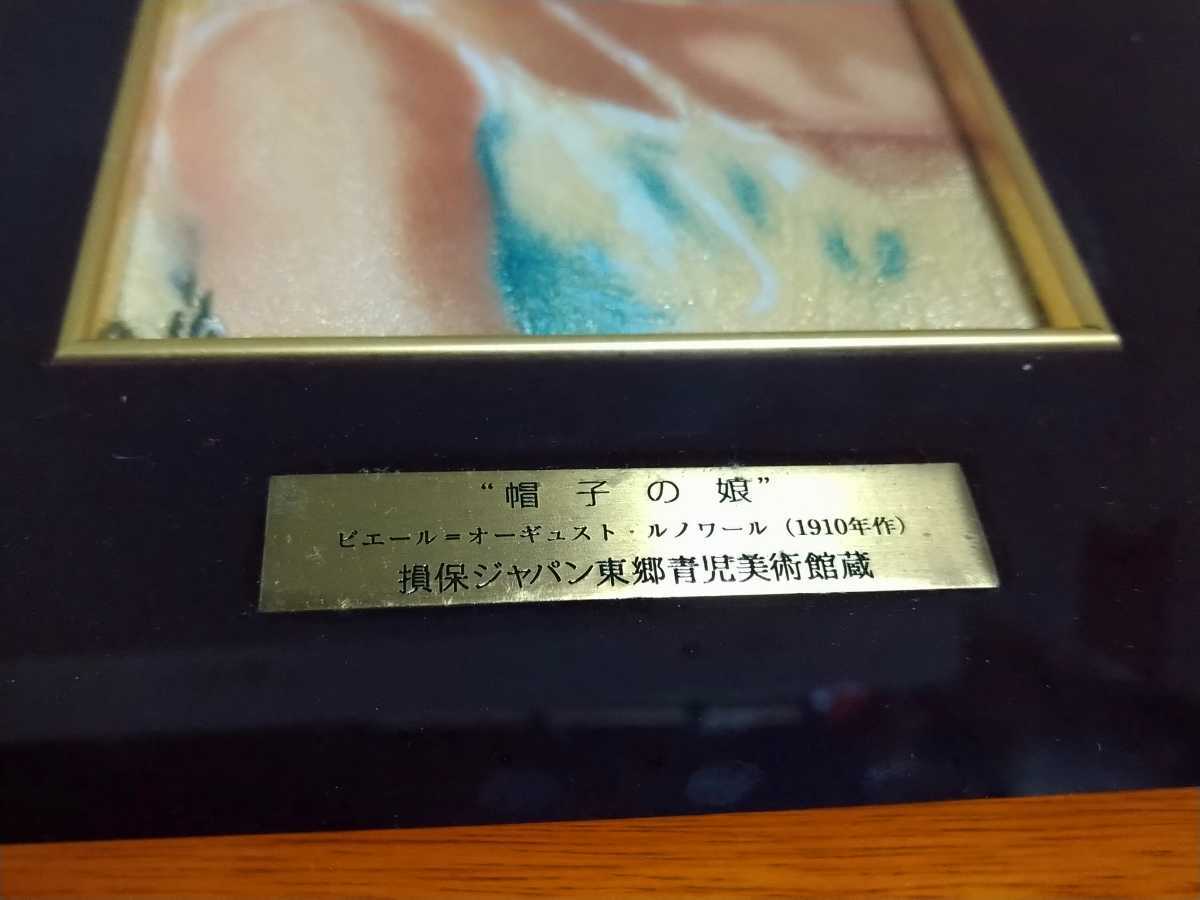 “帽子の娘”
ピエール＝オーギュスト・ルノワール（1910年作）
損保ジャパン東郷青児美術館蔵